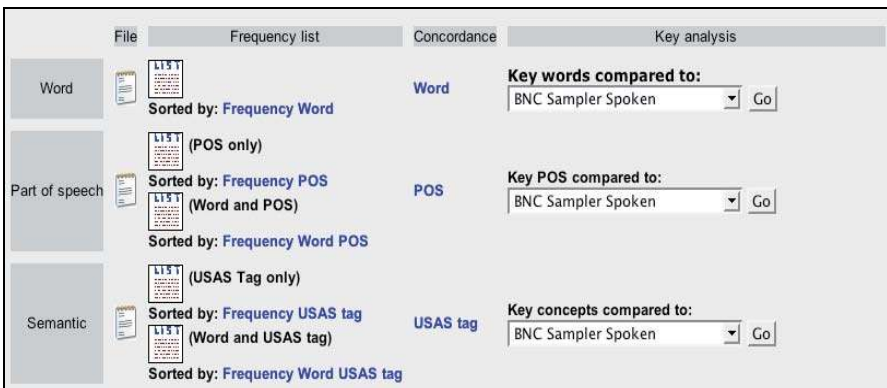 File Frequency list Concordance Key analysis
Word LIST Word Key words compared to:
Sorted by: Frequency Word BNC Sampler Spoken Go
LIST (POS only)
Part of speech Sorted by: Frequency POS POS Key POS compared to:
LIST (Word and POS) BNC Sampler Spoken Go
Sorted by: Frequency Word POS
LIST (USAS Tag only)
Semantic Sorted by: Frequency USAS tag USAS tag Key concepts compared to:
LIST (Word and USAS tag) BNC Sampler Spoken Go
Sorted by: Frequency Word USAS tag